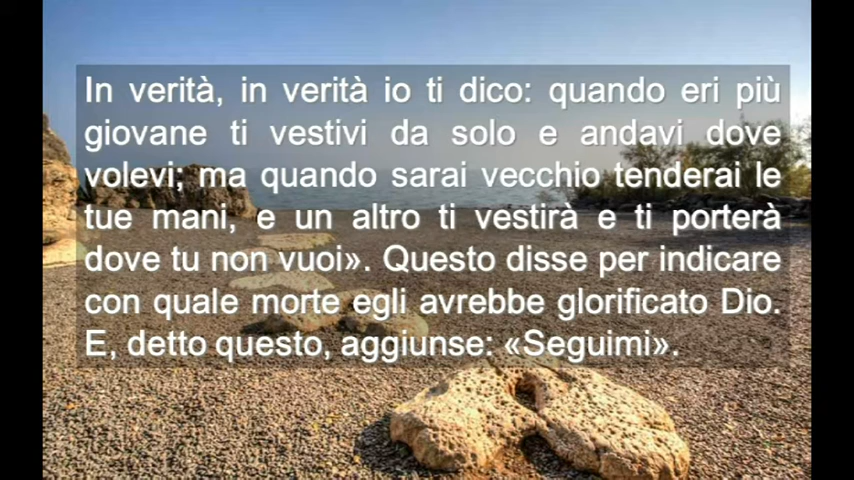 In verità, in verità io ti dico: quando eri più
giovane ti vestivi da solo e andavi dove
volevi; ma quando sarai vecchio tenderai le
tue mani, e un altro ti vestirà e ti porterà
dove tu non vuoi». Questo disse per indicare
con quale morte egli avrebbe glorificato Dio.
E, detto questo, aggiunse: «Seguimi».